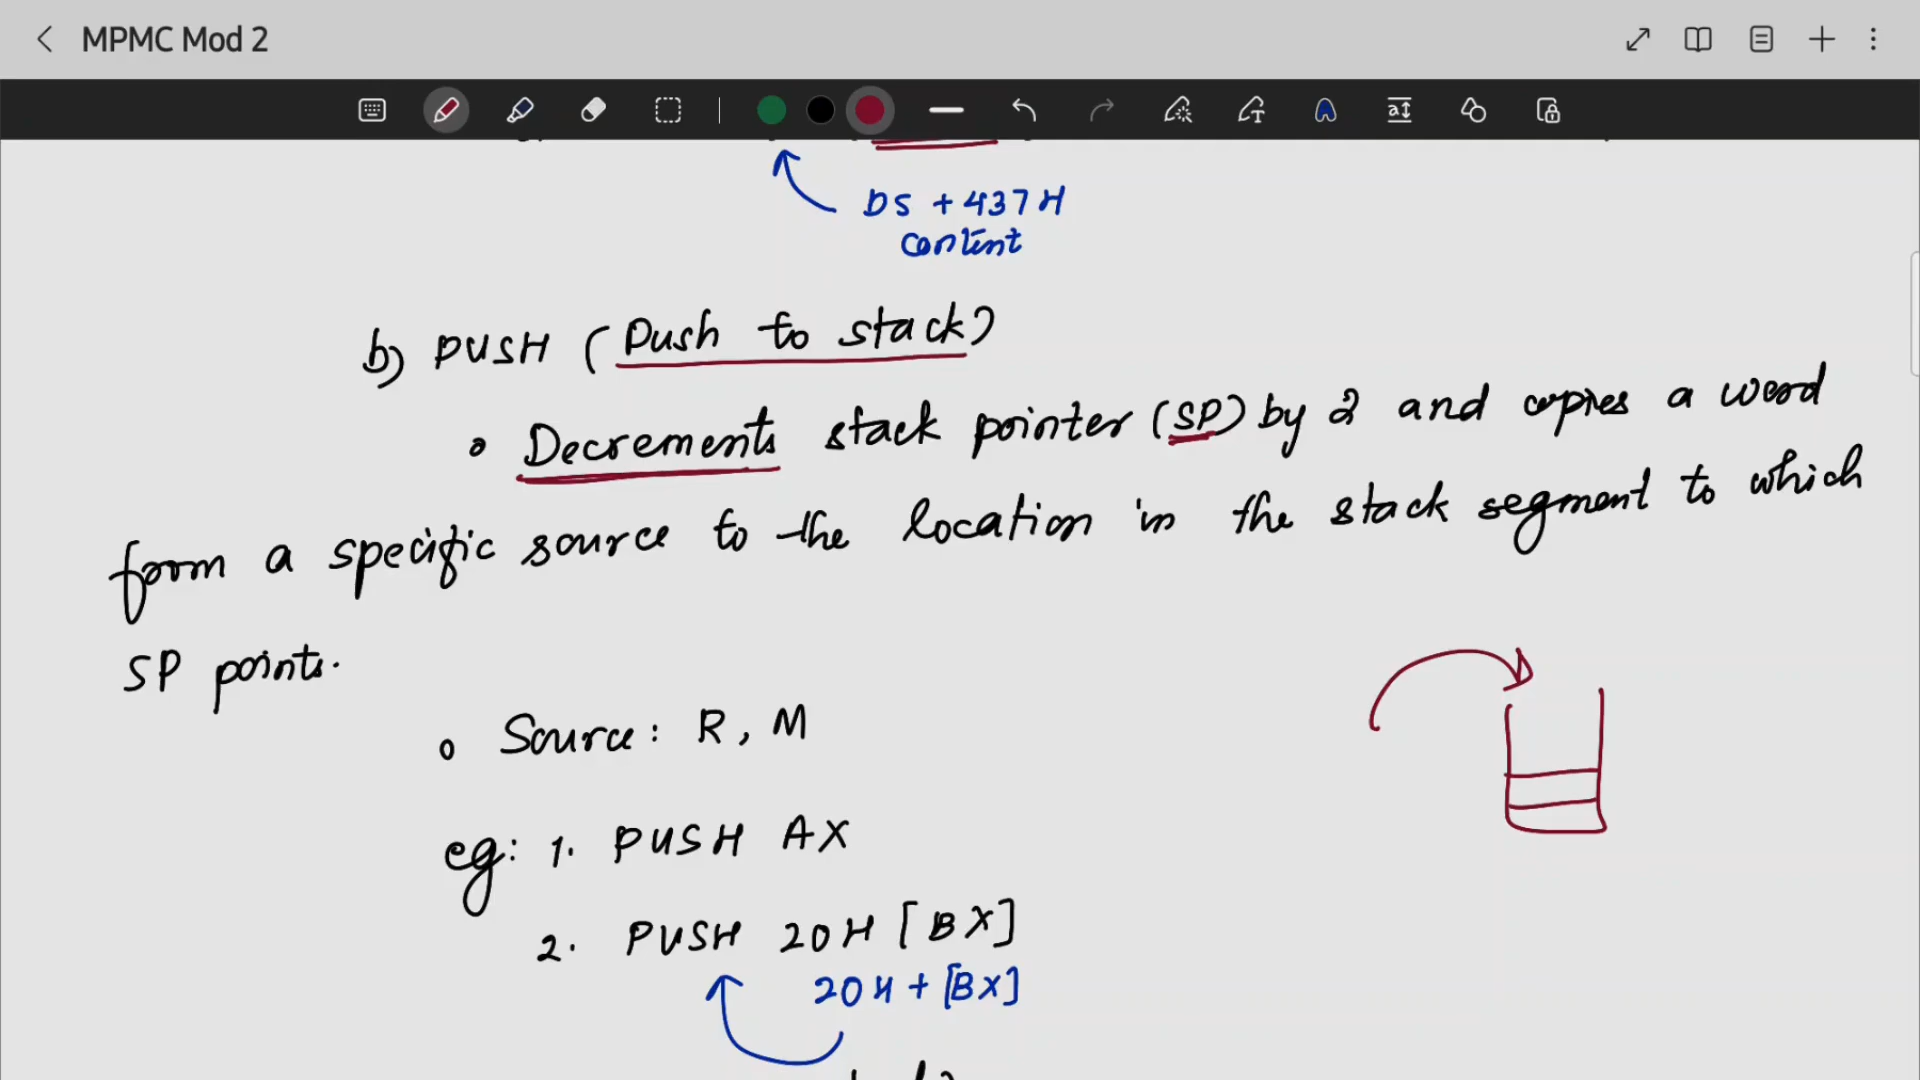 MPMC Mod 2
DS + 437H
content
b) PUSH (Push to stack)
◦ Decrements stack pointer (SP) by 2 and copies a word
form a specific source to the location in the stack segment to which
SP points.
◦ Source: R, M
eg: 1. PUSH AX
2. PUSH 20H [BX]
20H + [BX]